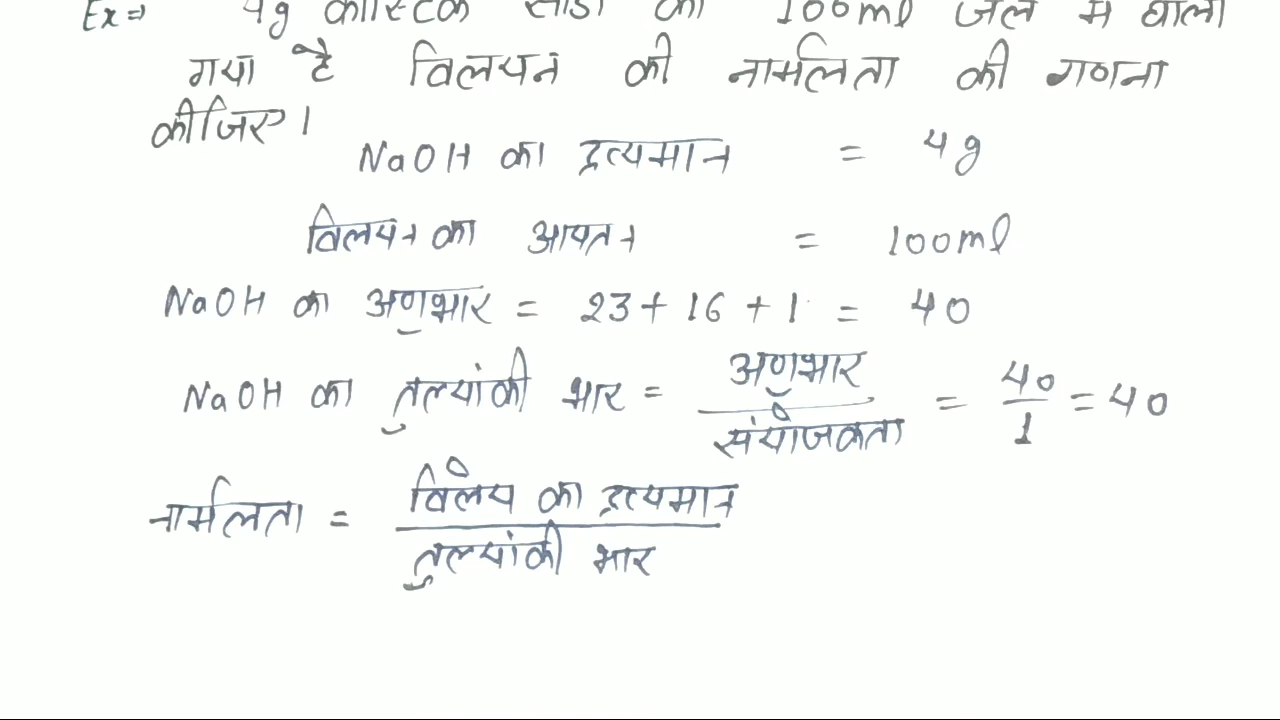 Ex⇒ 4g कास्टिक सोडा को 100ml जल में घोला
गया है विलयन की नार्मलता की गणना
कीजिए।
NaOH का द्रव्यमान = 4g
विलयन का आयतन = 100ml
NaOH का अणुभार = 23 + 16 + 1 = 40
NaOH का तुल्यांकी भार = अणुभार / संयोजकता = 40 / 1 = 40
नार्मलता = विलेय का द्रव्यमान / तुल्यांकी भार